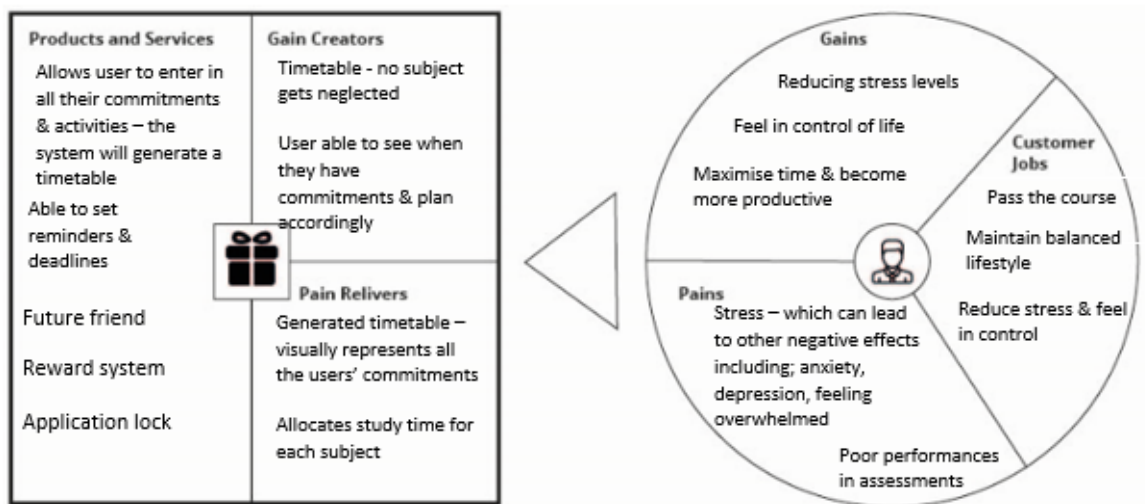 Products and Services
Allows user to enter in
all their commitments
& activities – the
system will generate a
timetable
Able to set
reminders &
deadlines
Future friend
Reward system
Application lock
Gain Creators
Timetable - no subject
gets neglected
User able to see when
they have
commitments & plan
accordingly
Pain Relivers
Generated timetable –
visually represents all
the users’ commitments
Allocates study time for
each subject
Gains
Reducing stress levels
Feel in control of life
Maximise time & become
more productive
Customer
Jobs
Pass the course
Maintain balanced
lifestyle
Reduce stress & feel
in control
Pains
Stress – which can lead
to other negative effects
including; anxiety,
depression, feeling
overwhelmed
Poor performances
in assessments